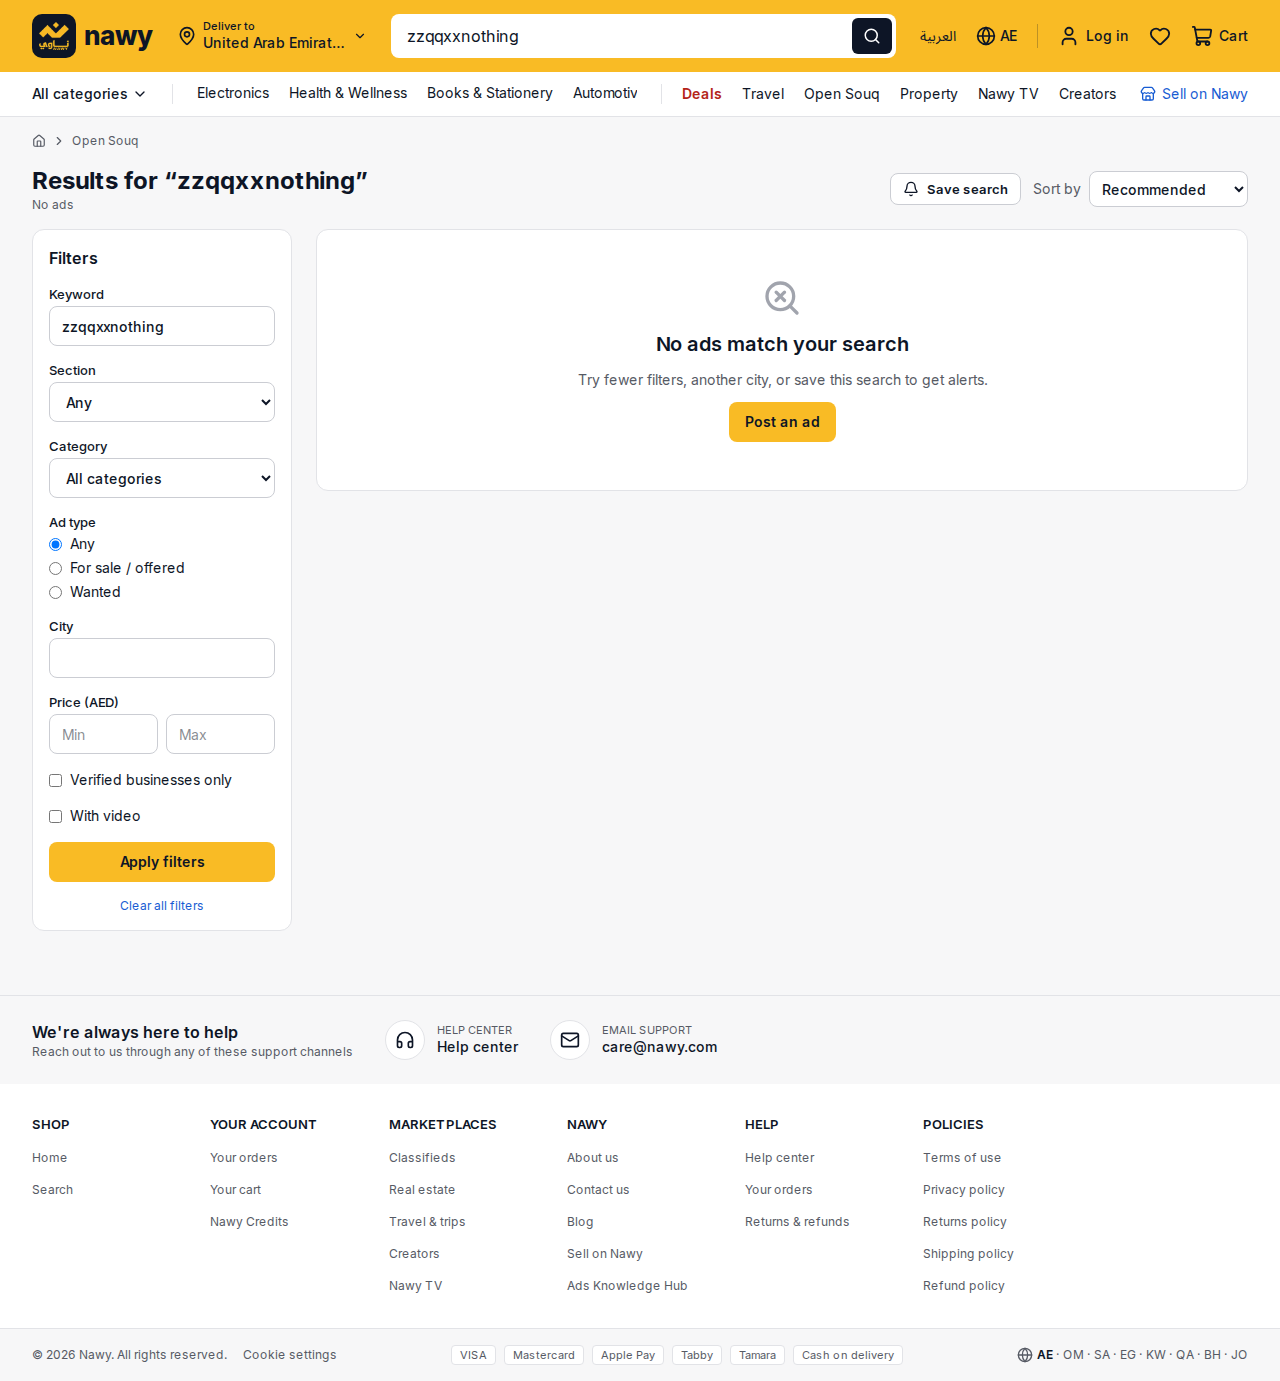 نــاوي
NAWY
nawy
Deliver to
United Arab Emirat...
zzqqxxnothing
العربية
AE
Log in
Cart
All categories
Electronics
Health & Wellness
Books & Stationery
Automotiv
Deals
Travel
Open Souq
Property
Nawy TV
Creators
Sell on Nawy
Open Souq
Results for “zzqqxxnothing”
No ads
Save search
Sort by
Recommended
Filters
Keyword
zzqqxxnothing
Section
Any
Category
All categories
Ad type
Any
For sale / offered
Wanted
City
Price (AED)
Min
Max
Verified businesses only
With video
Apply filters
Clear all filters
No ads match your search
Try fewer filters, another city, or save this search to get alerts.
Post an ad
We're always here to help
Reach out to us through any of these support channels
HELP CENTER
Help center
EMAIL SUPPORT
care@nawy.com
SHOP
Home
Search
YOUR ACCOUNT
Your orders
Your cart
Nawy Credits
MARKETPLACES
Classifieds
Real estate
Travel & trips
Creators
Nawy TV
NAWY
About us
Contact us
Blog
Sell on Nawy
Ads Knowledge Hub
HELP
Help center
Your orders
Returns & refunds
POLICIES
Terms of use
Privacy policy
Returns policy
Shipping policy
Refund policy
© 2026 Nawy. All rights reserved.
Cookie settings
VISA
Mastercard
Apple Pay
Tabby
Tamara
Cash on delivery
AE · OM · SA · EG · KW · QA · BH · JO